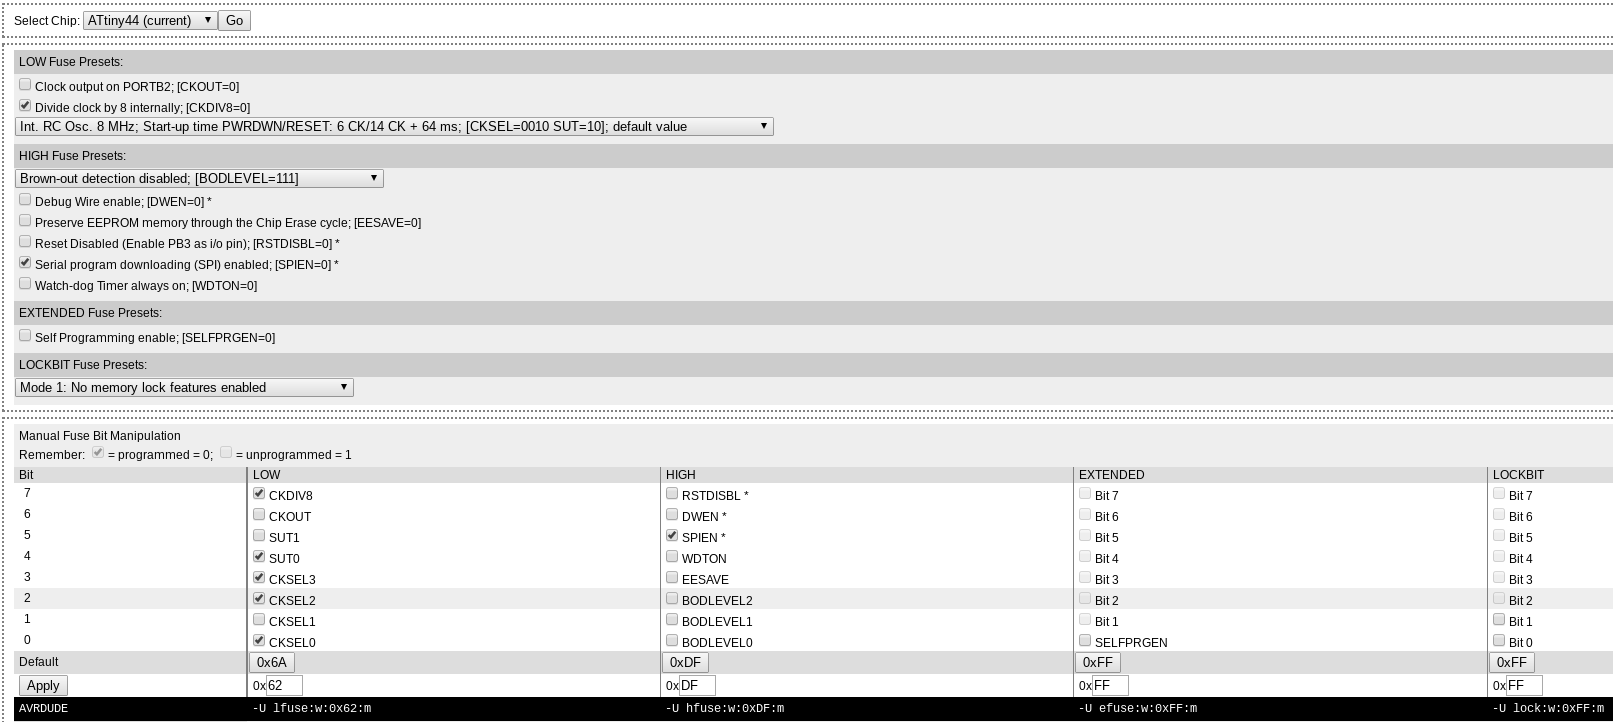 Select Chip: ATtiny44 (current) Go
LOW Fuse Presets:
Clock output on PORTB2; [CKOUT=0]
Divide clock by 8 internally; [CKDIV8=0]
Int. RC Osc. 8 MHz; Start-up time PWRDWN/RESET: 6 CK/14 CK + 64 ms; [CKSEL=0010 SUT=10]; default value
HIGH Fuse Presets:
Brown-out detection disabled; [BODLEVEL=111]
Debug Wire enable; [DWEN=0] *
Preserve EEPROM memory through the Chip Erase cycle; [EESAVE=0]
Reset Disabled (Enable PB3 as i/o pin); [RSTDISBL=0] *
Serial program downloading (SPI) enabled; [SPIEN=0] *
Watch-dog Timer always on; [WDTON=0]
EXTENDED Fuse Presets:
Self Programming enable; [SELFPRGEN=0]
LOCKBIT Fuse Presets:
Mode 1: No memory lock features enabled
Manual Fuse Bit Manipulation
Remember: = programmed = 0; = unprogrammed = 1
Bit LOW HIGH EXTENDED LOCKBIT
7 CKDIV8 RSTDISBL * Bit 7 Bit 7
6 CKOUT DWEN * Bit 6 Bit 6
5 SUT1 SPIEN * Bit 5 Bit 5
4 SUT0 WDTON Bit 4 Bit 4
3 CKSEL3 EESAVE Bit 3 Bit 3
2 CKSEL2 BODLEVEL2 Bit 2 Bit 2
1 CKSEL1 BODLEVEL1 Bit 1 Bit 1
0 CKSEL0 BODLEVEL0 SELFPRGEN Bit 0
Default 0x6A 0xDF 0xFF 0xFF
Apply 0x62 0xDF 0xFF 0xFF
AVRDUDE -U lfuse:w:0x62:m -U hfuse:w:0xDF:m -U efuse:w:0xFF:m -U lock:w:0xFF:m